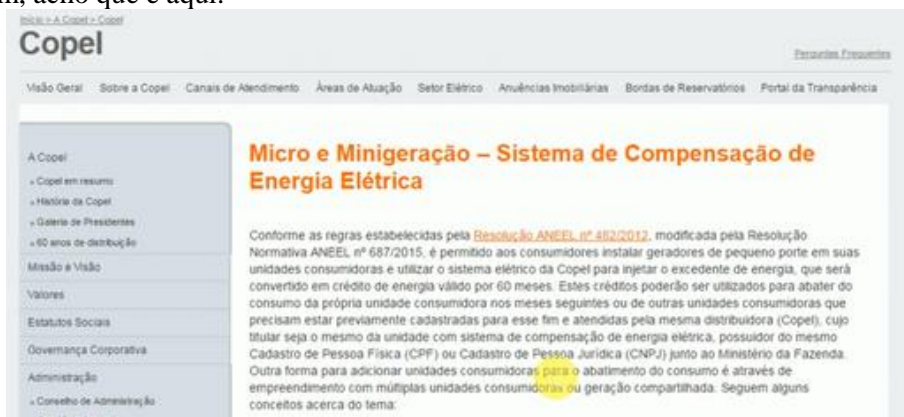 , acho que é aqui.
Início > A Copel > Copel
Copel
Perguntas Frequentes
Visão Geral Sobre a Copel Canais de Atendimento Áreas de Atuação Setor Elétrico Anuências Imobiliárias Bordas de Reservatórios Portal da Transparência
A Copel
Copel em resumo
História da Copel
Galeria de Presidentes
60 anos de distribuição
Missão e Visão
Valores
Estatutos Sociais
Governança Corporativa
Administração
Conselho de Administração
Micro e Minigeração – Sistema de Compensação de
Energia Elétrica
Conforme as regras estabelecidas pela Resolução ANEEL nº 482/2012, modificada pela Resolução
Normativa ANEEL nº 687/2015, é permitido aos consumidores instalar geradores de pequeno porte em suas
unidades consumidoras e utilizar o sistema elétrico da Copel para injetar o excedente de energia, que será
convertido em crédito de energia válido por 60 meses. Estes créditos poderão ser utilizados para abater do
consumo da própria unidade consumidora nos meses seguintes ou de outras unidades consumidoras que
precisam estar previamente cadastradas para esse fim e atendidas pela mesma distribuidora (Copel), cujo
titular seja o mesmo da unidade com sistema de compensação de energia elétrica, possuidor do mesmo
Cadastro de Pessoa Física (CPF) ou Cadastro de Pessoa Jurídica (CNPJ) junto ao Ministério da Fazenda.
Outra forma para adicionar unidades consumidoras para o abatimento do consumo é através de
empreendimento com múltiplas unidades consumidoras ou geração compartilhada. Seguem alguns
conceitos acerca do tema: